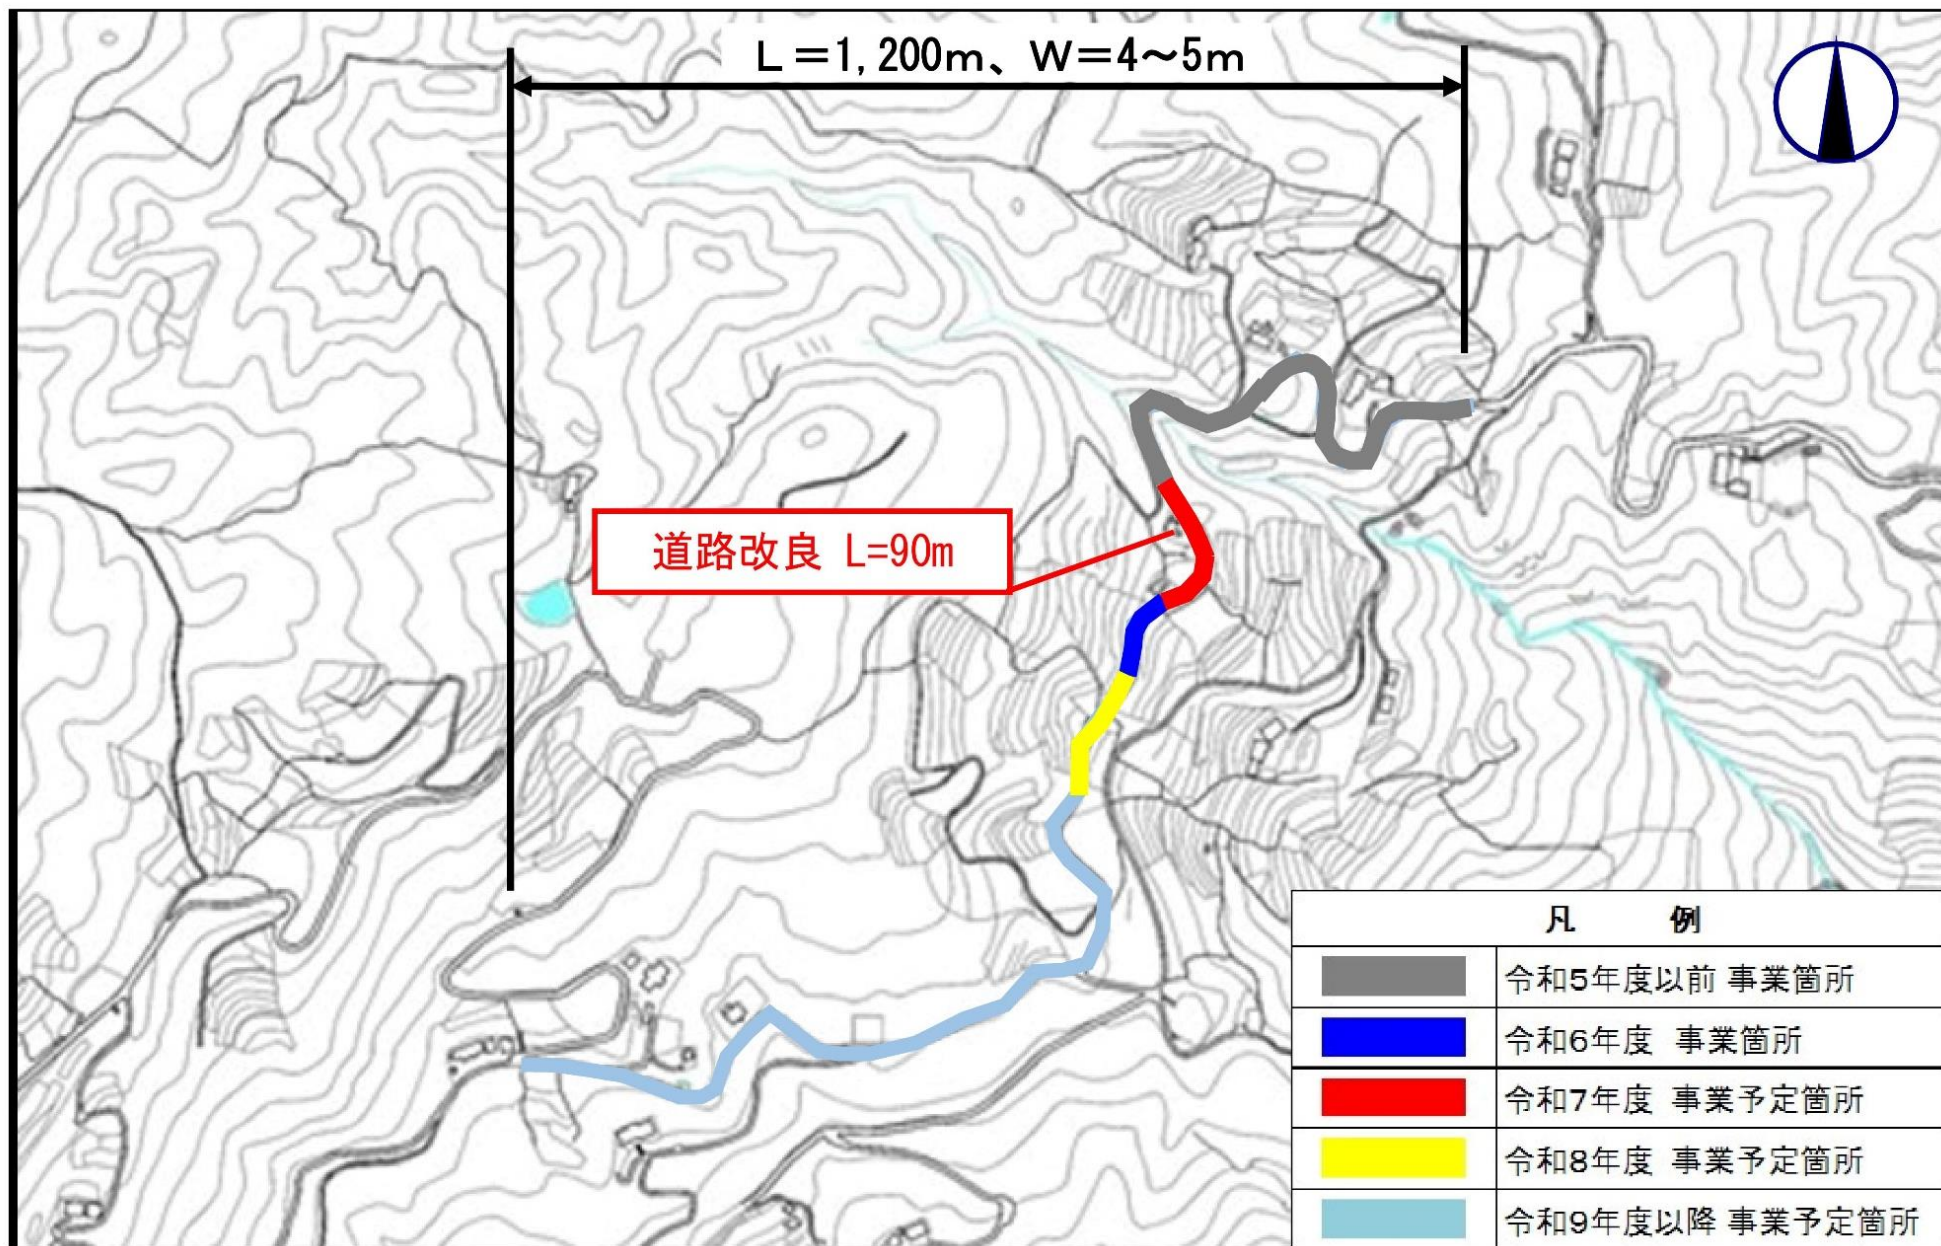 L=1,200m、W=4～5m
道路改良 L=90m
凡 例
令和5年度以前 事業箇所
令和6年度 事業箇所
令和7年度 事業予定箇所
令和8年度 事業予定箇所
令和9年度以降 事業予定箇所